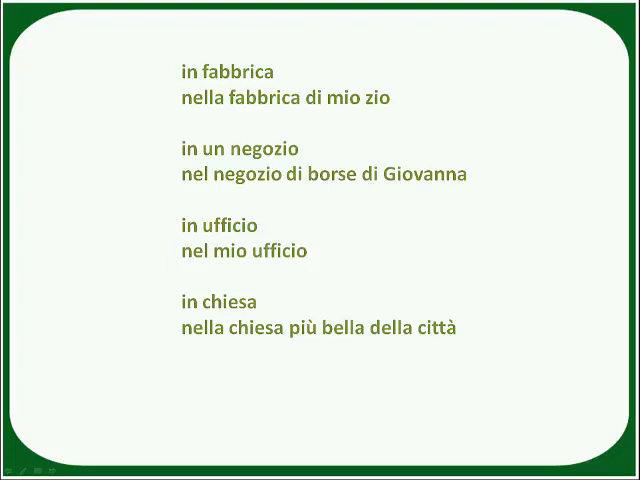 in fabbrica
nella fabbrica di mio zio
in un negozio
nel negozio di borse di Giovanna
in ufficio
nel mio ufficio
in chiesa
nella chiesa più bella della città